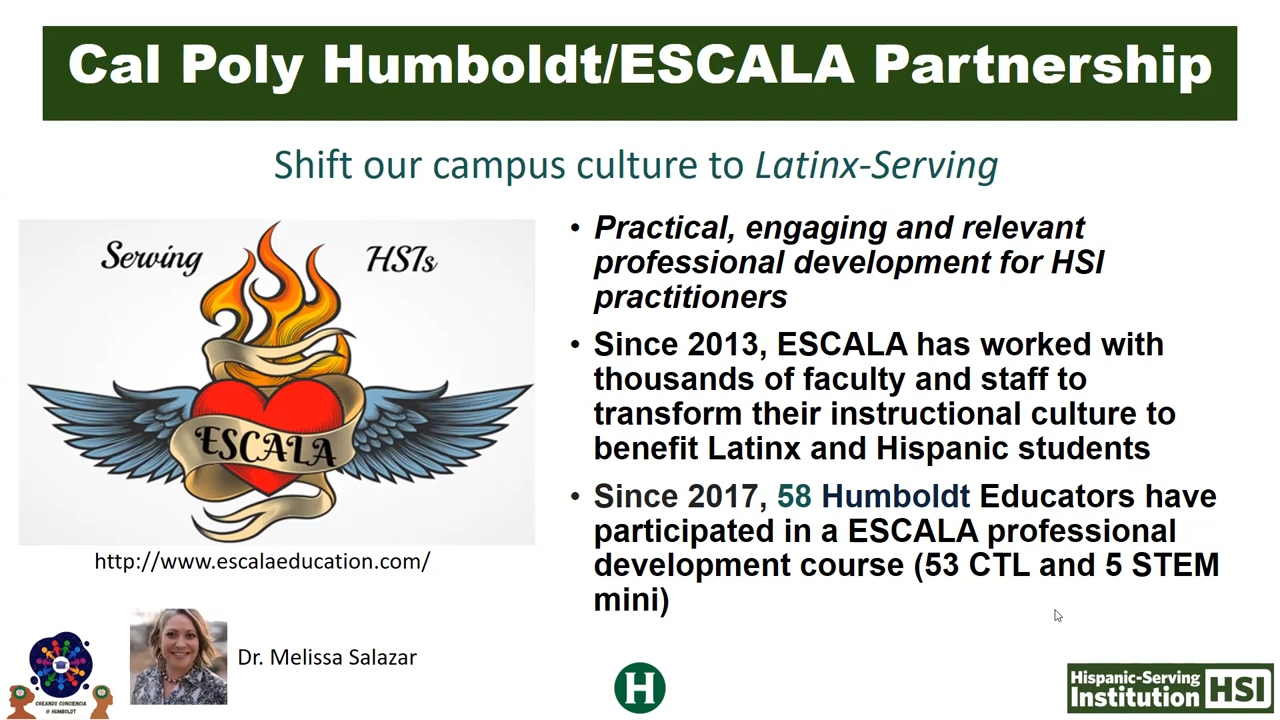 Cal Poly Humboldt/ESCALA Partnership
Shift our campus culture to Latinx-Serving
Serving HSIs
ESCALA
http://www.escalaeducation.com/
• Practical, engaging and relevant
professional development for HSI
practitioners
• Since 2013, ESCALA has worked with
thousands of faculty and staff to
transform their instructional culture to
benefit Latinx and Hispanic students
• Since 2017, 58 Humboldt Educators have
participated in a ESCALA professional
development course (53 CTL and 5 STEM
mini)
CREANDO CONCIENCIA
@ HUMBOLDT
Dr. Melissa Salazar
H
Hispanic-Serving
Institution HSI